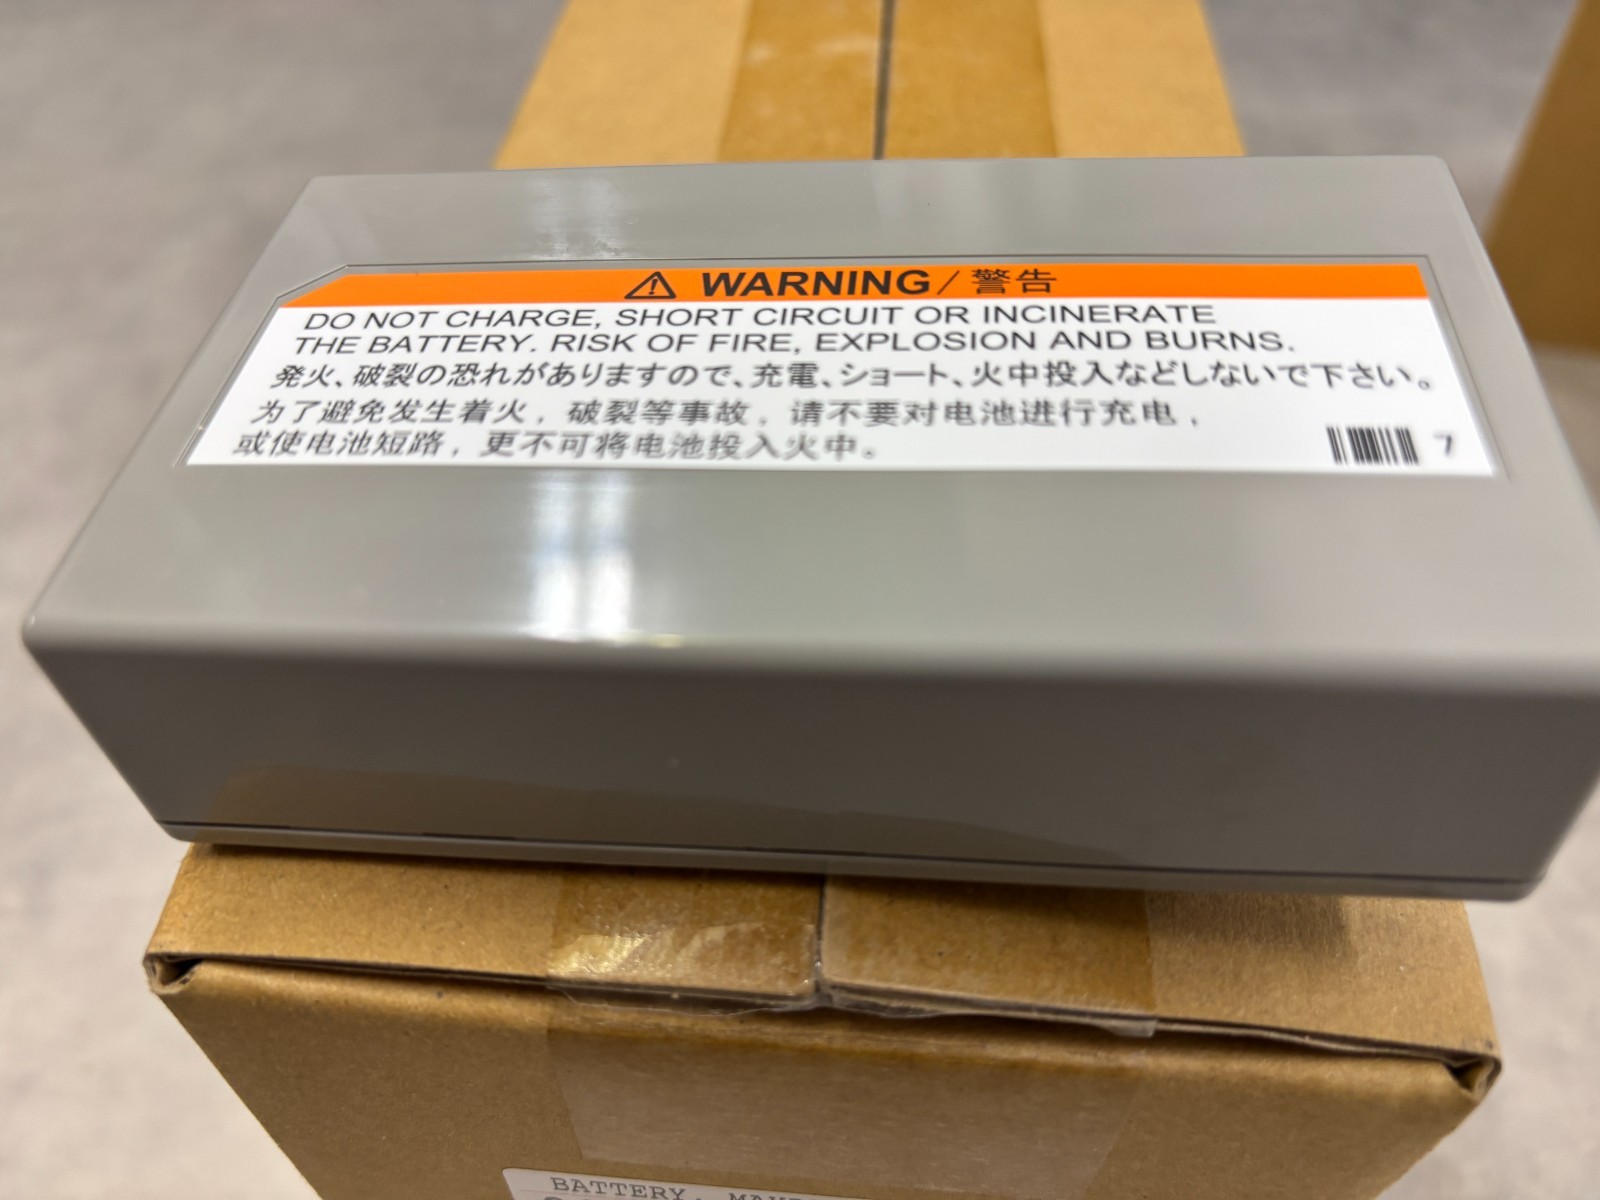 WARNING / 警告
DO NOT CHARGE, SHORT CIRCUIT OR INCINERATE
THE BATTERY. RISK OF FIRE, EXPLOSION AND BURNS.
発火、破裂の恐れがありますので、充電、ショート、火中投入などしないで下さい。
为了避免发生着火，破裂等事故，请不要对电池进行充电，
或使电池短路，更不可将电池投入火中。
7
BATTERY,